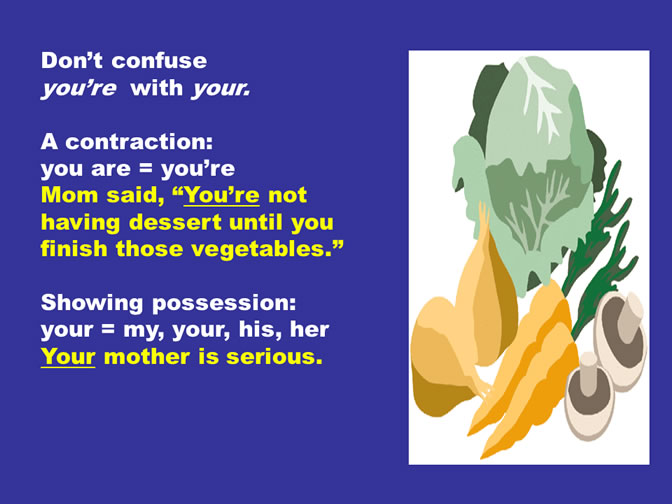 Don’t confuse
you’re with your.
A contraction:
you are = you’re
Mom said, “You’re not
having dessert until you
finish those vegetables.”
Showing possession:
your = my, your, his, her
Your mother is serious.